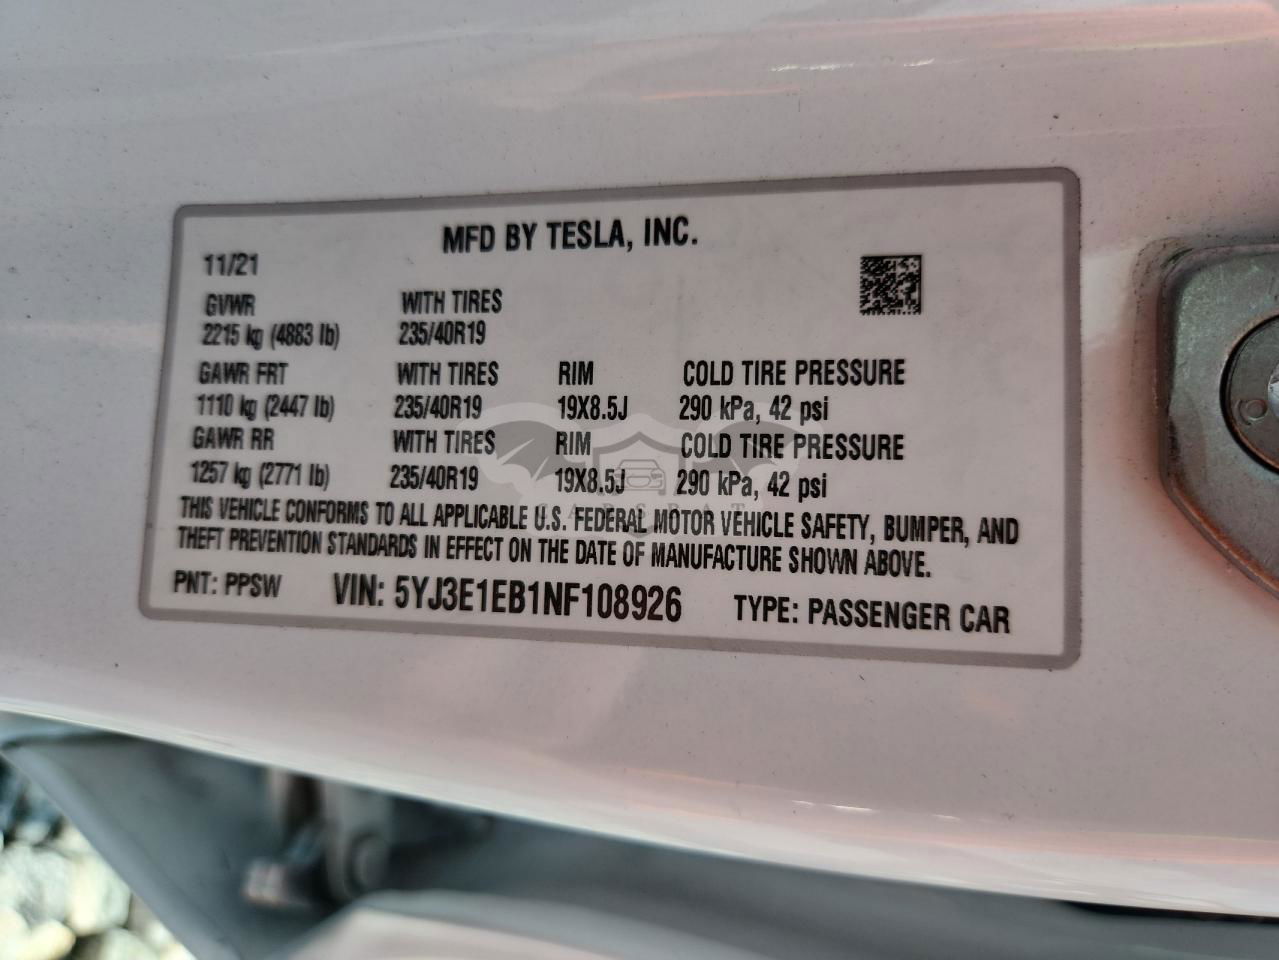 MFD BY TESLA, INC.
11/21
GVWR WITH TIRES
2215 kg (4883 lb) 235/40R19
GAWR FRT WITH TIRES RIM COLD TIRE PRESSURE
1110 kg (2447 lb) 235/40R19 19X8.5J 290 kPa, 42 psi
GAWR RR WITH TIRES RIM COLD TIRE PRESSURE
1257 kg (2771 lb) 235/40R19 19X8.5J 290 kPa, 42 psi
THIS VEHICLE CONFORMS TO ALL APPLICABLE U.S. FEDERAL MOTOR VEHICLE SAFETY, BUMPER, AND
THEFT PREVENTION STANDARDS IN EFFECT ON THE DATE OF MANUFACTURE SHOWN ABOVE.
PNT: PPSW VIN: 5YJ3E1EB1NF108926 TYPE: PASSENGER CAR